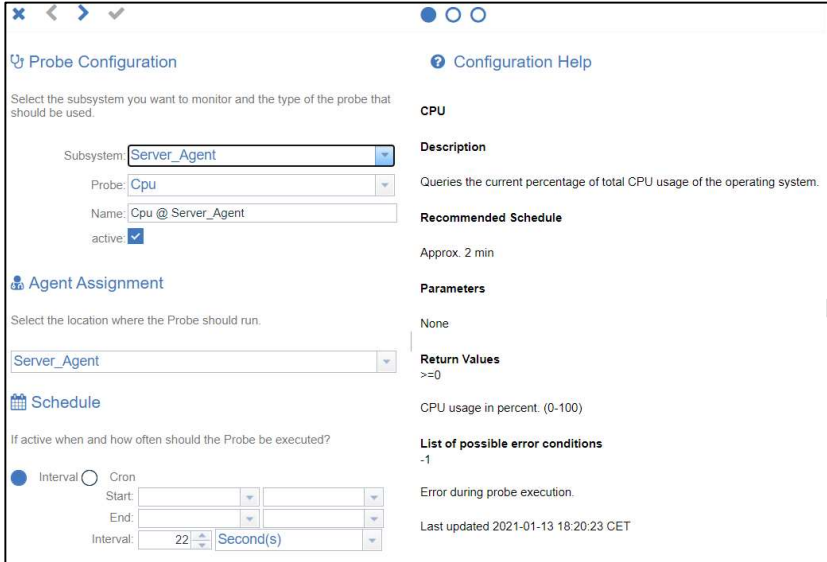 Probe Configuration
Select the subsystem you want to monitor and the type of the probe that
should be used.
Subsystem: Server_Agent
Probe: Cpu
Name: Cpu @ Server_Agent
active:
Agent Assignment
Select the location where the Probe should run.
Server_Agent
Schedule
If active when and how often should the Probe be executed?
Interval Cron
Start:
End:
Interval: 22 Second(s)
Configuration Help
CPU
Description
Queries the current percentage of total CPU usage of the operating system.
Recommended Schedule
Approx. 2 min
Parameters
None
Return Values
>=0
CPU usage in percent. (0-100)
List of possible error conditions
-1
Error during probe execution.
Last updated 2021-01-13 18:20:23 CET